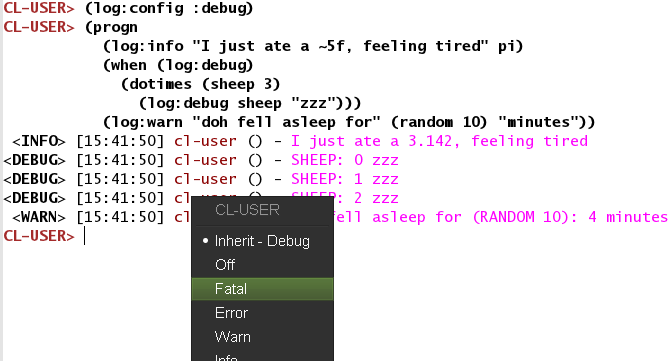 CL-USER> (log:config :debug)
CL-USER> (progn
(log:info "I just ate a ~5f, feeling tired" pi)
(when (log:debug)
(dotimes (sheep 3)
(log:debug sheep "zzz")))
(log:warn "doh fell asleep for" (random 10) "minutes"))
<INFO> [15:41:50] cl-user () - I just ate a 3.142, feeling tired
<DEBUG> [15:41:50] cl-user () - SHEEP: 0 zzz
<DEBUG> [15:41:50] cl-user () - SHEEP: 1 zzz
<DEBUG> [15:41:50] cl-user () - SHEEP: 2 zzz
<WARN> [15:41:50] fell asleep for (RANDOM 10): 4 minutes
CL-USER>
CL-USER
• Inherit - Debug
Off
Fatal
Error
Warn
Info